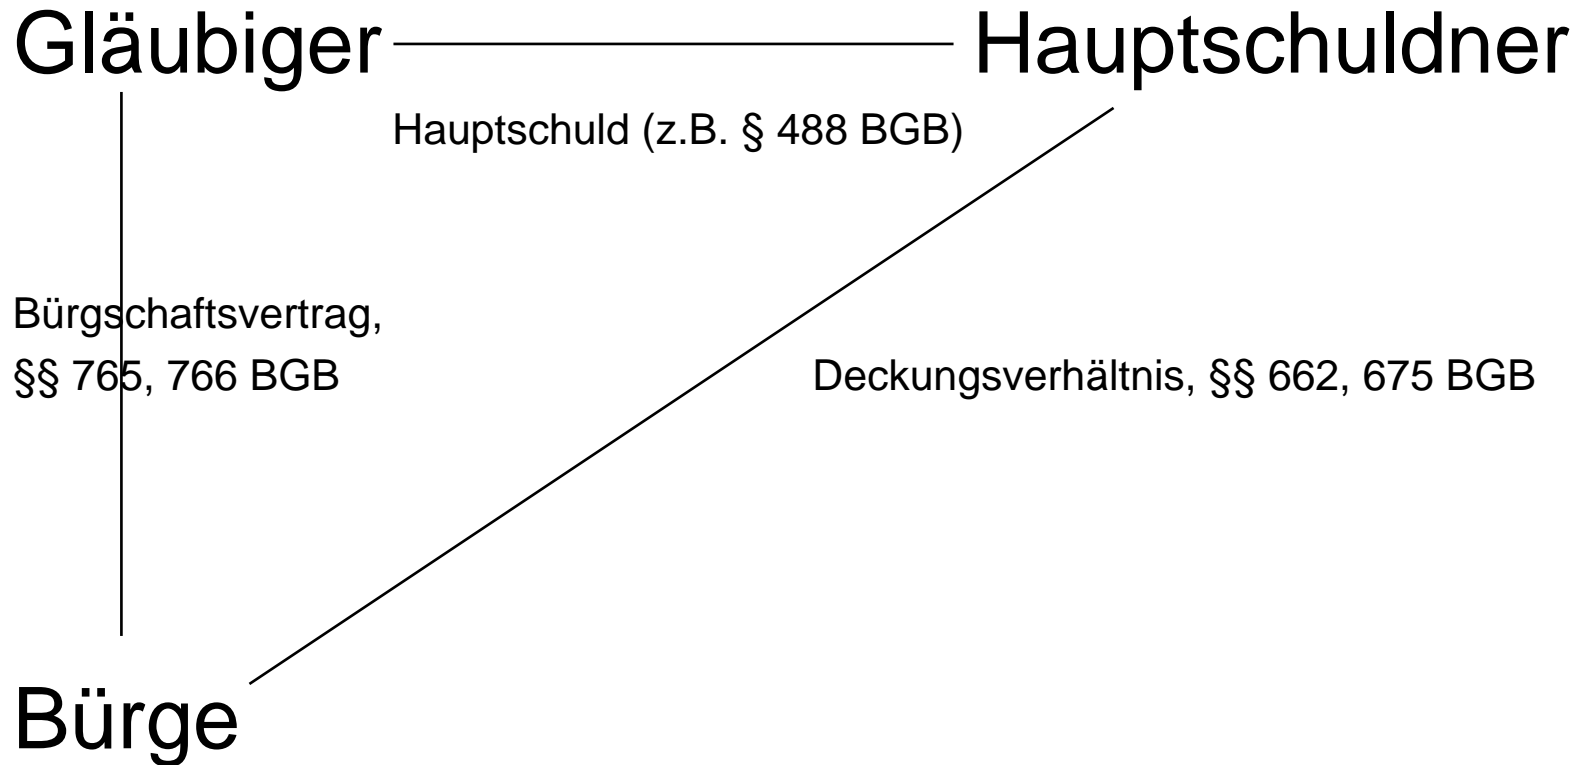 Gläubiger
Hauptschuldner
Hauptschuld (z.B. § 488 BGB)
Bürgschaftsvertrag,
§§ 765, 766 BGB
Deckungsverhältnis, §§ 662, 675 BGB
Bürge